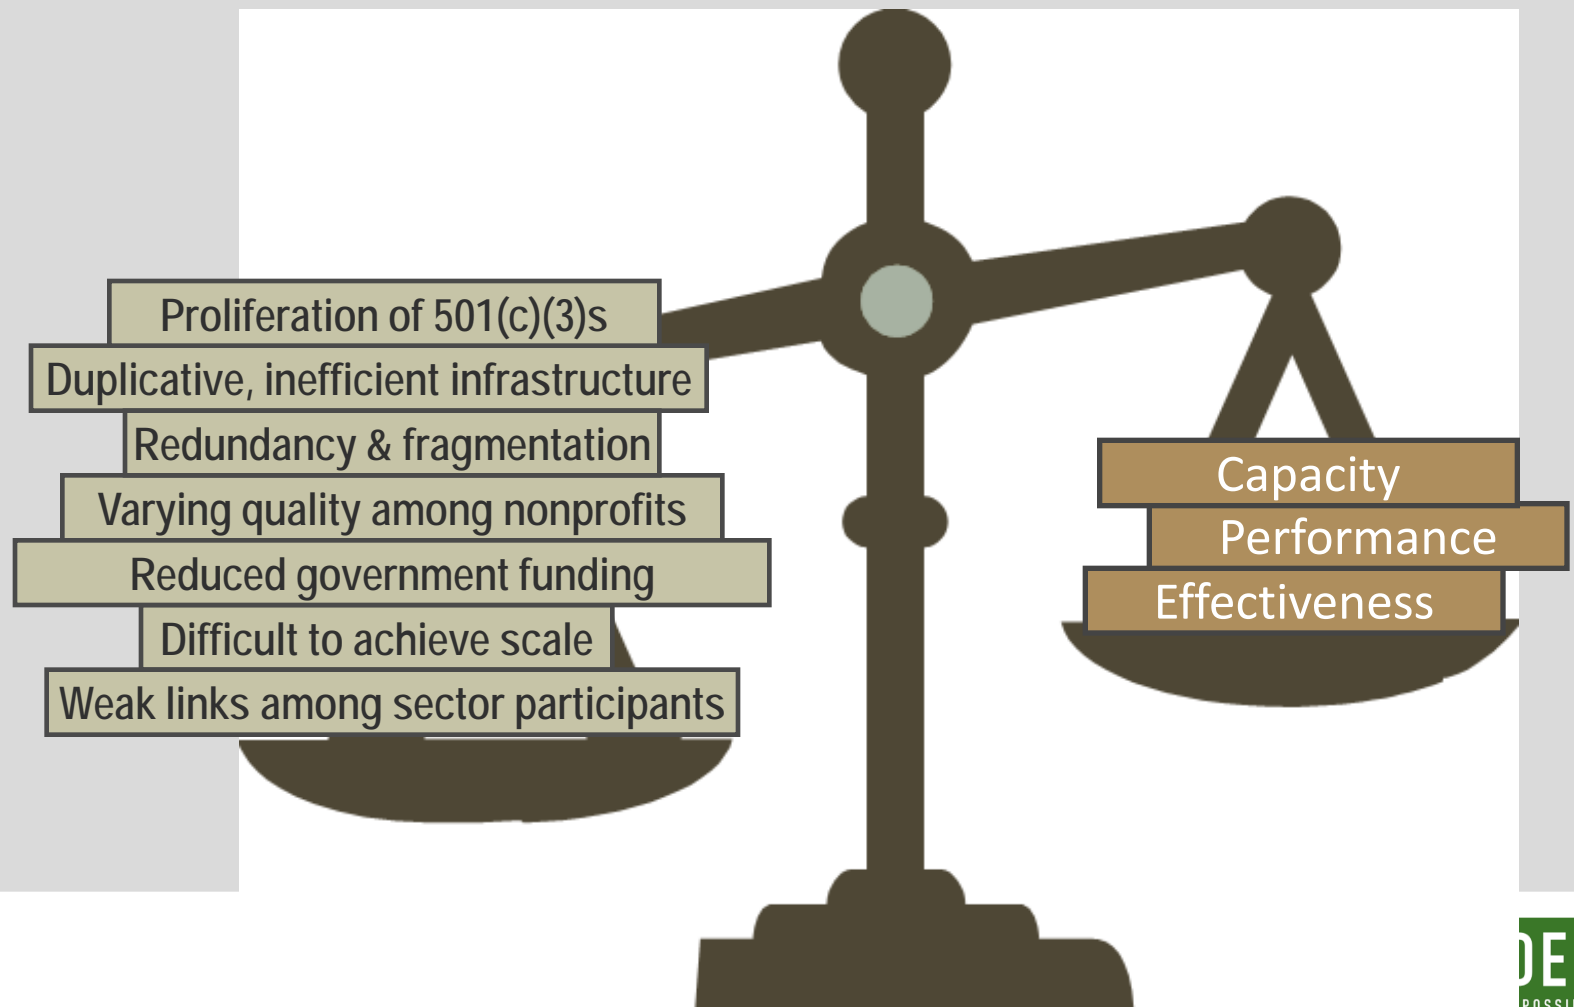 Proliferation of 501(c)(3)s
Duplicative, inefficient infrastructure
Redundancy & fragmentation
Varying quality among nonprofits
Reduced government funding
Difficult to achieve scale
Weak links among sector participants
Capacity
Performance
Effectiveness